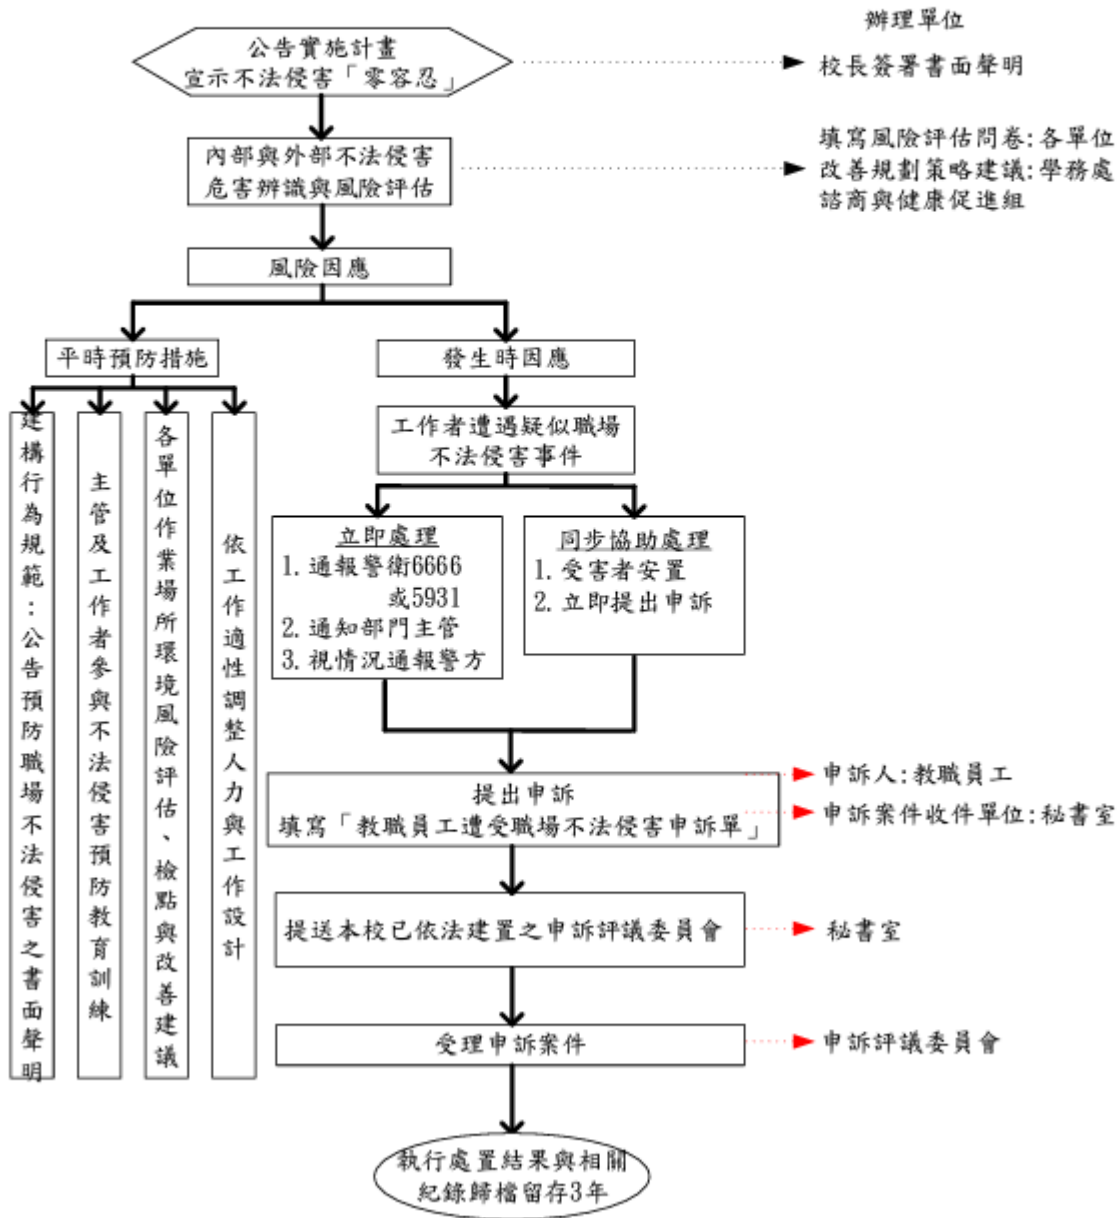 辦理單位
公告實施計畫
宣示不法侵害「零容忍」
校長簽署書面聲明
內部與外部不法侵害
危害辨識與風險評估
填寫風險評估問卷:各單位
改善規劃策略建議:學務處
諮商與健康促進組
風險因應
平時預防措施
發生時因應
建構行為規範:公告預防職場不法侵害之書面聲明
主管及工作者參與不法侵害預防教育訓練
各單位作業場所環境風險評估、檢點與改善建議
依工作適性調整人力與工作設計
工作者遭遇疑似職場
不法侵害事件
立即處理
1. 通報警衛6666
或5931
2. 通知部門主管
3. 視情況通報警方
同步協助處理
1. 受害者安置
2. 立即提出申訴
提出申訴
填寫「教職員工遭受職場不法侵害申訴單」
申訴人:教職員工
申訴案件收件單位:秘書室
提送本校已依法建置之申訴評議委員會
秘書室
受理申訴案件
申訴評議委員會
執行處置結果與相關
紀錄歸檔留存3年